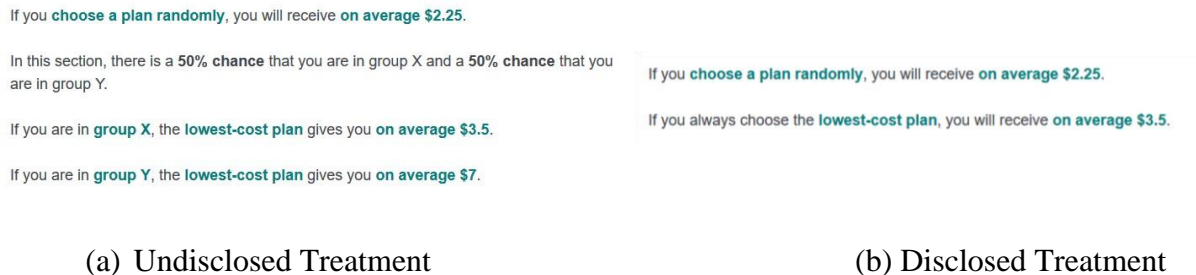 If you choose a plan randomly, you will receive on average $2.25.
In this section, there is a 50% chance that you are in group X and a 50% chance that you
are in group Y.
If you are in group X, the lowest-cost plan gives you on average $3.5.
If you are in group Y, the lowest-cost plan gives you on average $7.
(a) Undisclosed Treatment
If you choose a plan randomly, you will receive on average $2.25.
If you always choose the lowest-cost plan, you will receive on average $3.5.
(b) Disclosed Treatment